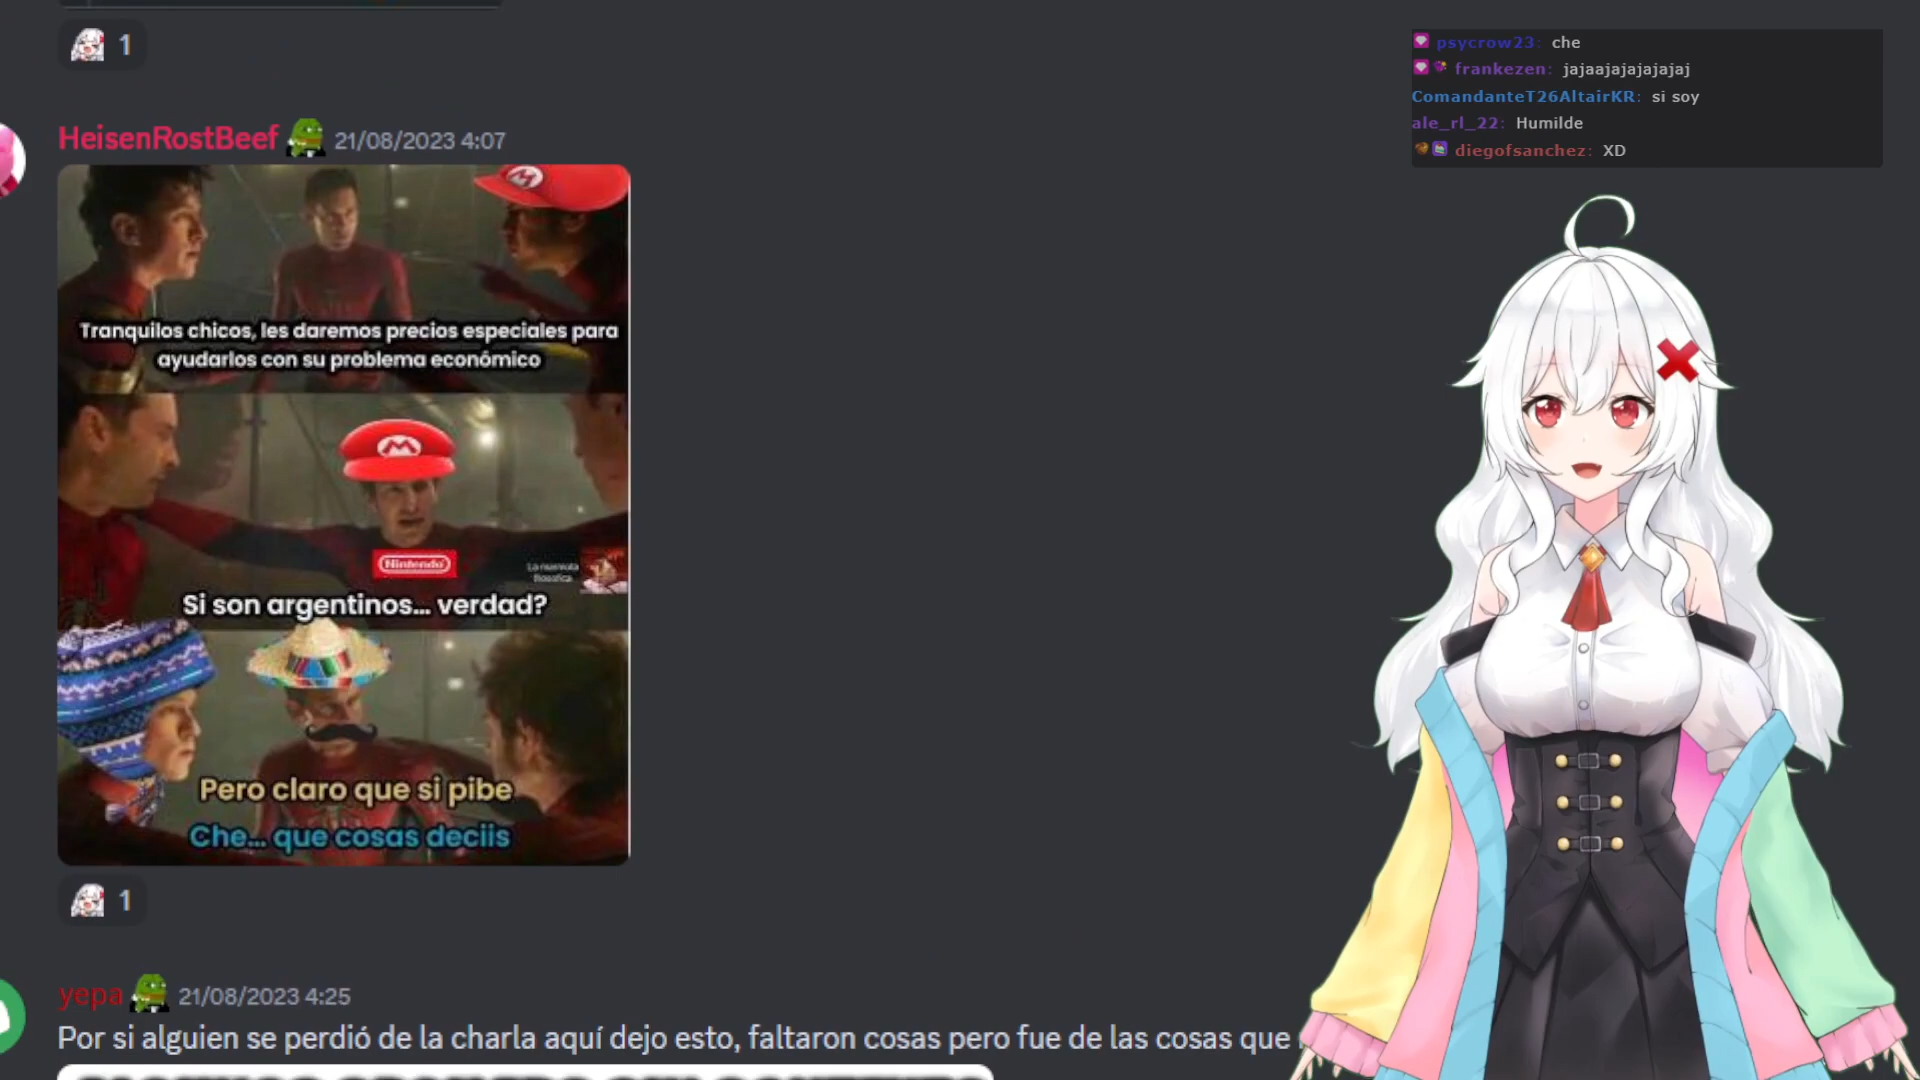 1
HeisenRostBeef 21/08/2023 4:07
Tranquilos chicos, les daremos precios especiales para
ayudarlos con su problema económico
Nintendo
Si son argentinos... verdad?
Pero claro que si pibe
Che... que cosas deciis
1
yepa 21/08/2023 4:25
Por si alguien se perdió de la charla aquí dejo esto, faltaron cosas pero fue de las cosas que
psycrow23: che
frankezen: jajaajajajajajaj
ComandanteT26AltairKR: si soy
ale_rl_22: Humilde
diegofsanchez: XD